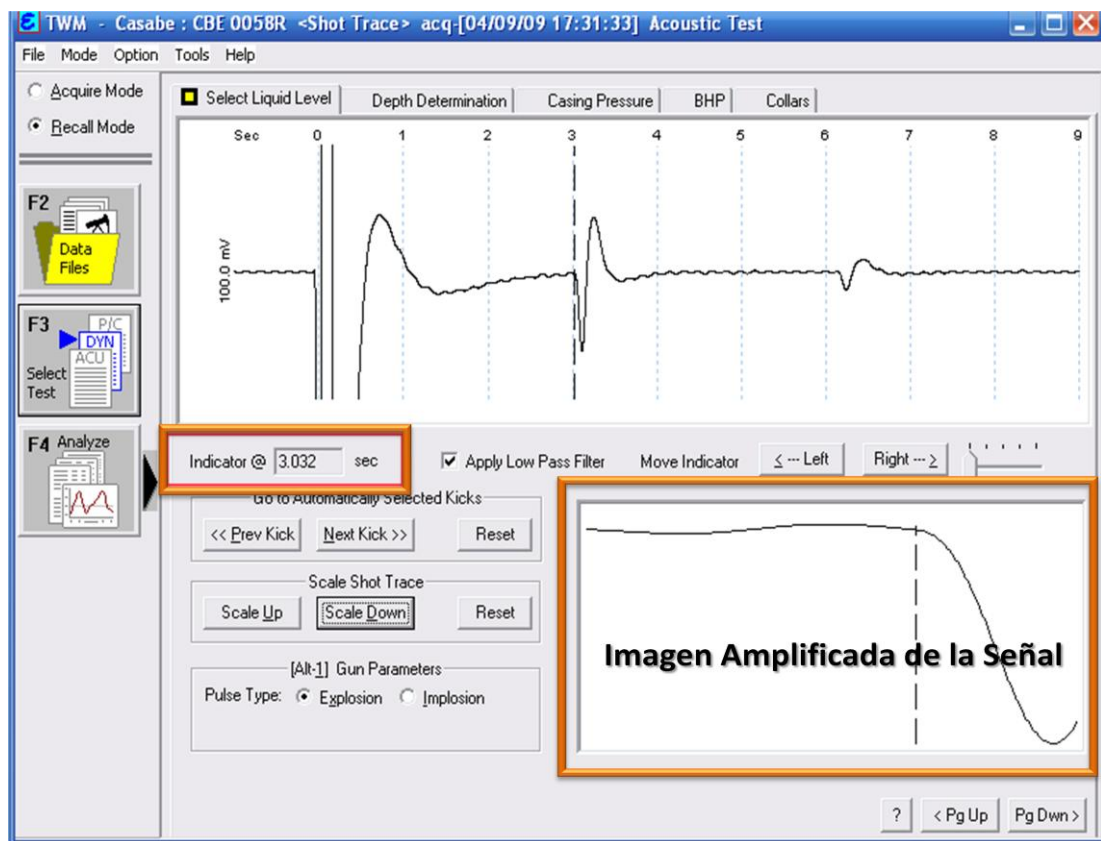 TWM - Casabe : CBE 0058R <Shot Trace> acq-[04/09/09 17:31:33] Acoustic Test
File Mode Option Tools Help
Acquire Mode
Recall Mode
F2
Data
Files
F3
P/C
DYN
ACU
Select
Test
F4 Analyze
Select Liquid Level Depth Determination Casing Pressure BHP Collars
Sec 0 1 2 3 4 5 6 7 8 9
100.0 mV
Indicator @ 3.032 sec Apply Low Pass Filter Move Indicator < --- Left Right --- >
Go to Automatically Selected Kicks
<< Prev Kick Next Kick >> Reset
Scale Shot Trace
Scale Up Scale Down Reset
[Alt-1] Gun Parameters
Pulse Type: Explosion Implosion
Imagen Amplificada de la Señal
? < Pg Up Pg Dwn >